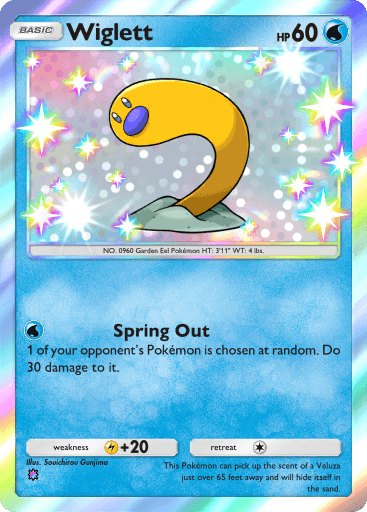 BASIC Wiglett HP 60
NO. 0960 Garden Eel Pokémon HT: 3'11" WT: 4 lbs.
Spring Out
1 of your opponent's Pokémon is chosen at random. Do
30 damage to it.
weakness +20 retreat
Illus. Souichirou Gunjima
This Pokémon can pick up the scent of a Veluza
just over 65 feet away and will hide itself in
the sand.